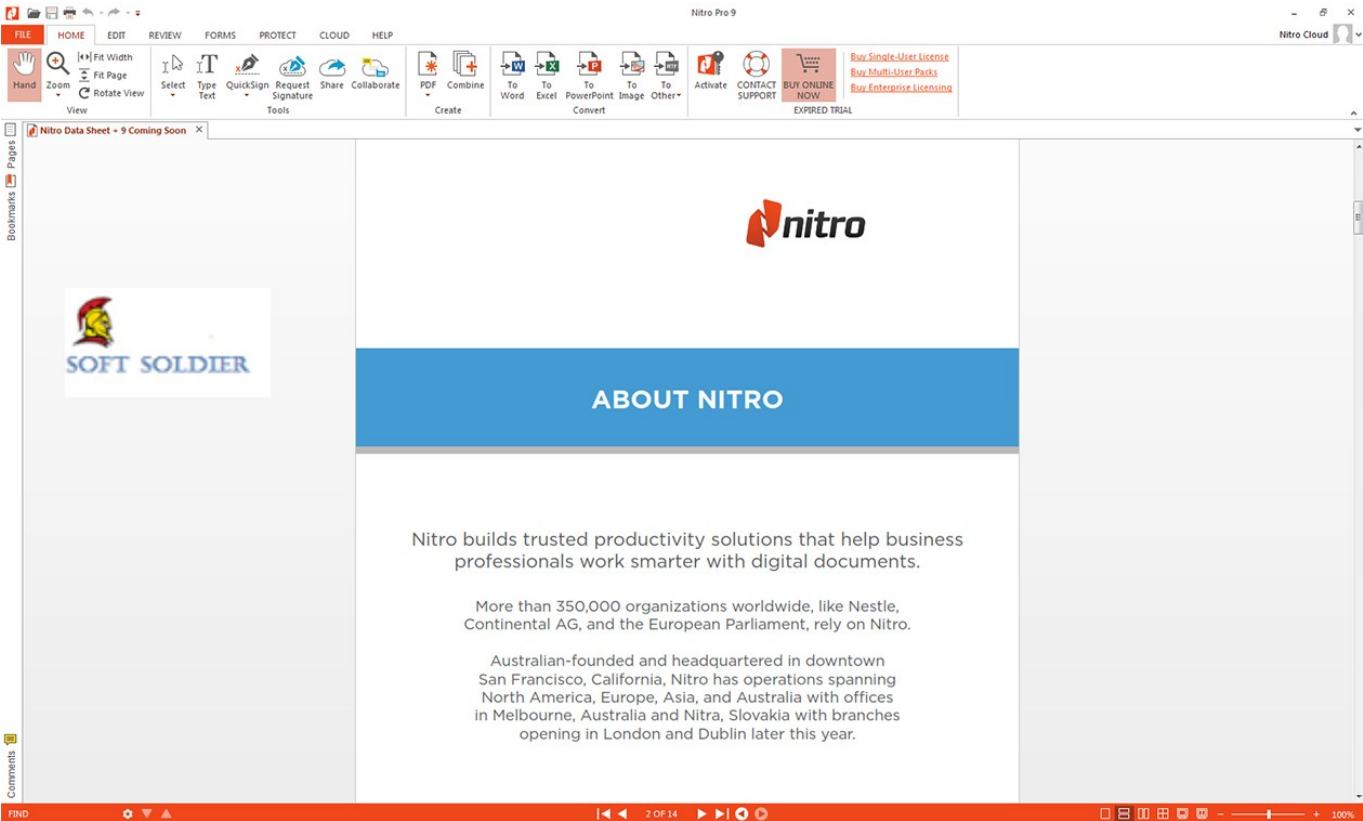 Nitro Pro 9
FILE HOME EDIT REVIEW FORMS PROTECT CLOUD HELP
Nitro Cloud
Hand
Zoom
Fit Width
Fit Page
Rotate View
View
Select
Type
Text
QuickSign
Request
Signature
Share
Collaborate
Tools
PDF
Combine
Create
To
Word
To
Excel
To
PowerPoint
To
Image
To
Other
Convert
Activate
CONTACT
SUPPORT
BUY ONLINE
NOW
Buy Single-User License
Buy Multi-User Packs
Buy Enterprise Licensing
EXPIRED TRIAL
Nitro Data Sheet + 9 Coming Soon
Pages
Bookmarks
nitro
SOFT SOLDIER
ABOUT NITRO
Nitro builds trusted productivity solutions that help business
professionals work smarter with digital documents.
More than 350,000 organizations worldwide, like Nestle,
Continental AG, and the European Parliament, rely on Nitro.
Australian-founded and headquartered in downtown
San Francisco, California, Nitro has operations spanning
North America, Europe, Asia, and Australia with offices
in Melbourne, Australia and Nitra, Slovakia with branches
opening in London and Dublin later this year.
Comments
FIND
2 OF 14
100%